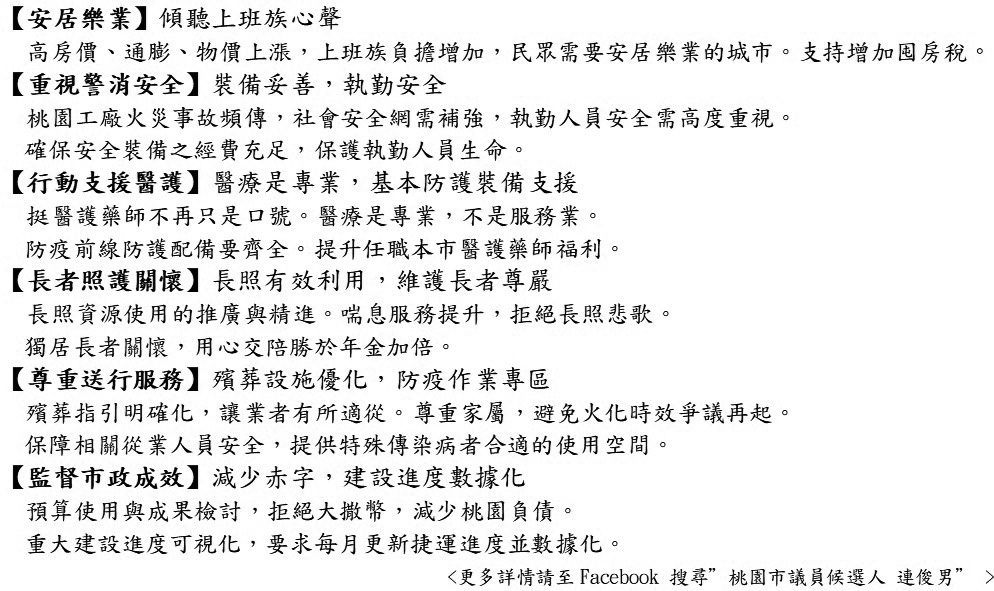 【安居樂業】傾聽上班族心聲
高房價、通膨、物價上漲，上班族負擔增加，民眾需要安居樂業的城市。支持增加囤房稅。
【重視警消安全】裝備妥善，執勤安全
桃園工廠火災事故頻傳，社會安全網需補強，執勤人員安全需高度重視。
確保安全裝備之經費充足，保護執勤人員生命。
【行動支援醫護】醫療是專業，基本防護裝備支援
挺醫護藥師不再只是口號。醫療是專業，不是服務業。
防疫前線防護配備要齊全。提升任職本市醫護藥師福利。
【長者照護關懷】長照有效利用，維護長者尊嚴
長照資源使用的推廣與精進。喘息服務提升，拒絕長照悲歌。
獨居長者關懷，用心交陪勝於年金加倍。
【尊重送行服務】殯葬設施優化，防疫作業專區
殯葬指引明確化，讓業者有所適從。尊重家屬，避免火化時效爭議再起。
保障相關從業人員安全，提供特殊傳染病者合適的使用空間。
【監督市政成效】減少赤字，建設進度數據化
預算使用與成果檢討，拒絕大撒幣，減少桃園負債。
重大建設進度可視化，要求每月更新捷運進度並數據化。
<更多詳情請至Facebook 搜尋”桃園市議員候選人 連俊男” >